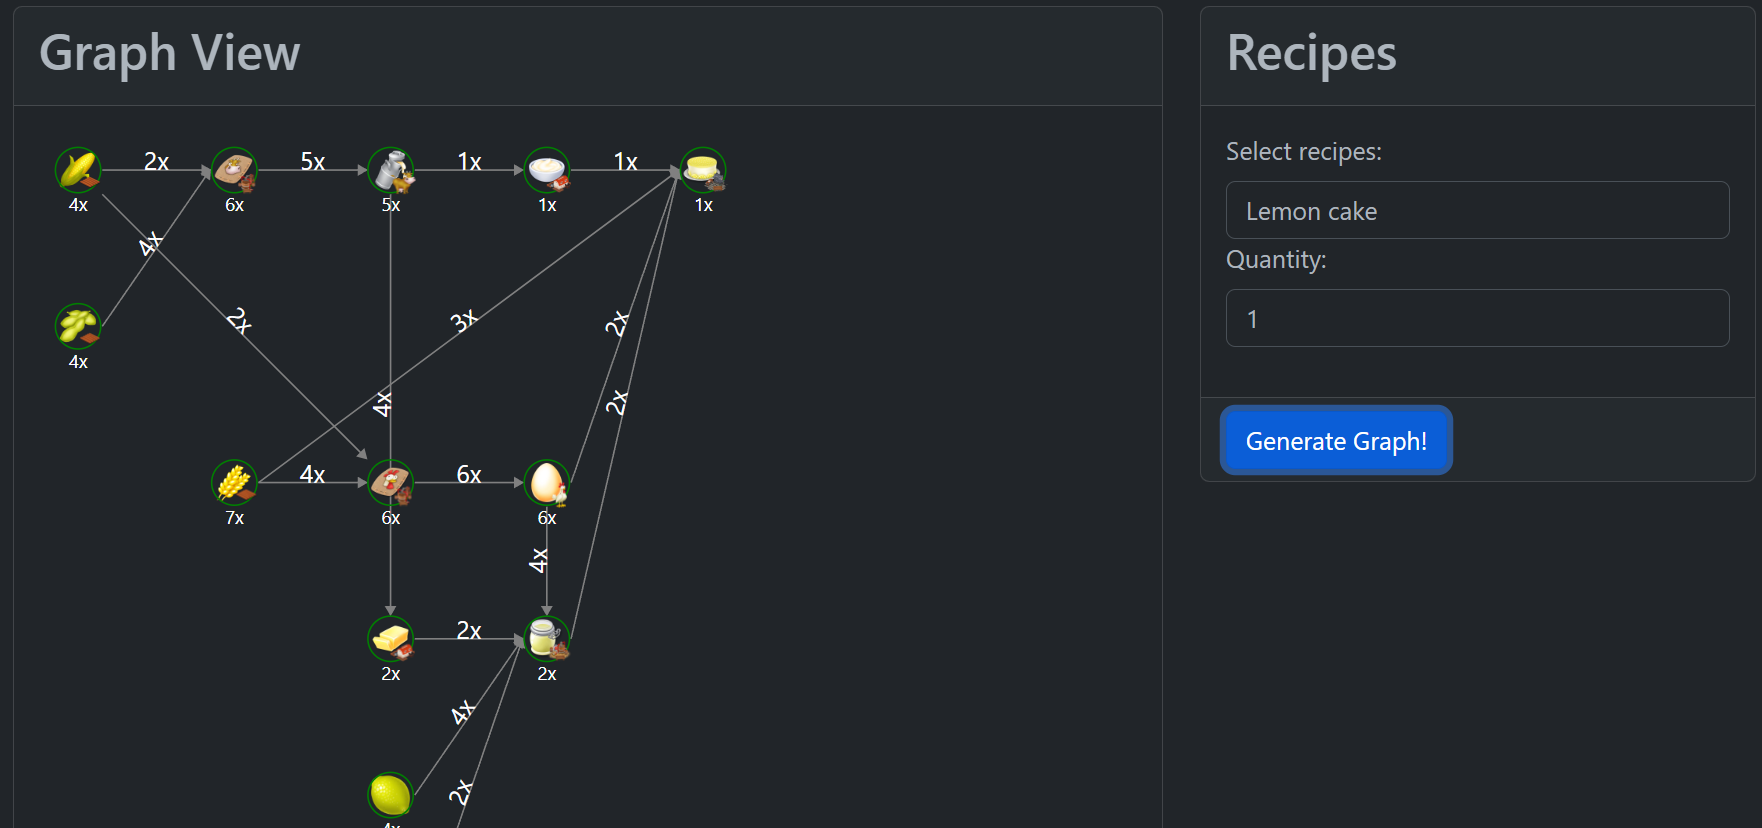 Graph View
2x
5x
1x
1x
4x
6x
5x
1x
1x
4x
2x
3x
2x
4x
4x
2x
4x
6x
7x
6x
6x
4x
2x
2x
2x
4x
2x
Recipes
Select recipes:
Lemon cake
Quantity:
1
Generate Graph!